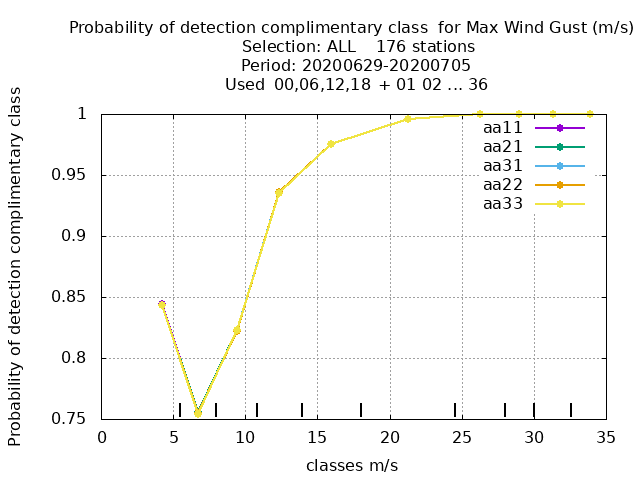 Probability of detection complimentary class  for Max Wind Gust (m/s)
Selection: ALL    176 stations
Period: 20200629-20200705
Used  00,06,12,18  + 01 02 ... 36
Probability of detection complimentary class
1
0.95
0.9
0.85
0.8
0.75
aa11
aa21
aa31
aa22
aa33
0 5 10 15 20 25 30 35
classes m/s